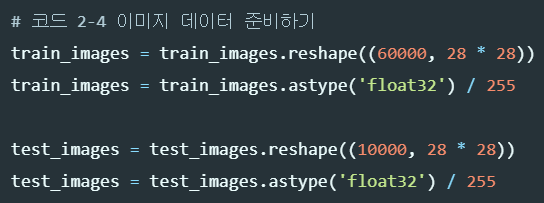 # 코드 2-4 이미지 데이터 준비하기
train_images = train_images.reshape((60000, 28 * 28))
train_images = train_images.astype('float32') / 255
test_images = test_images.reshape((10000, 28 * 28))
test_images = test_images.astype('float32') / 255